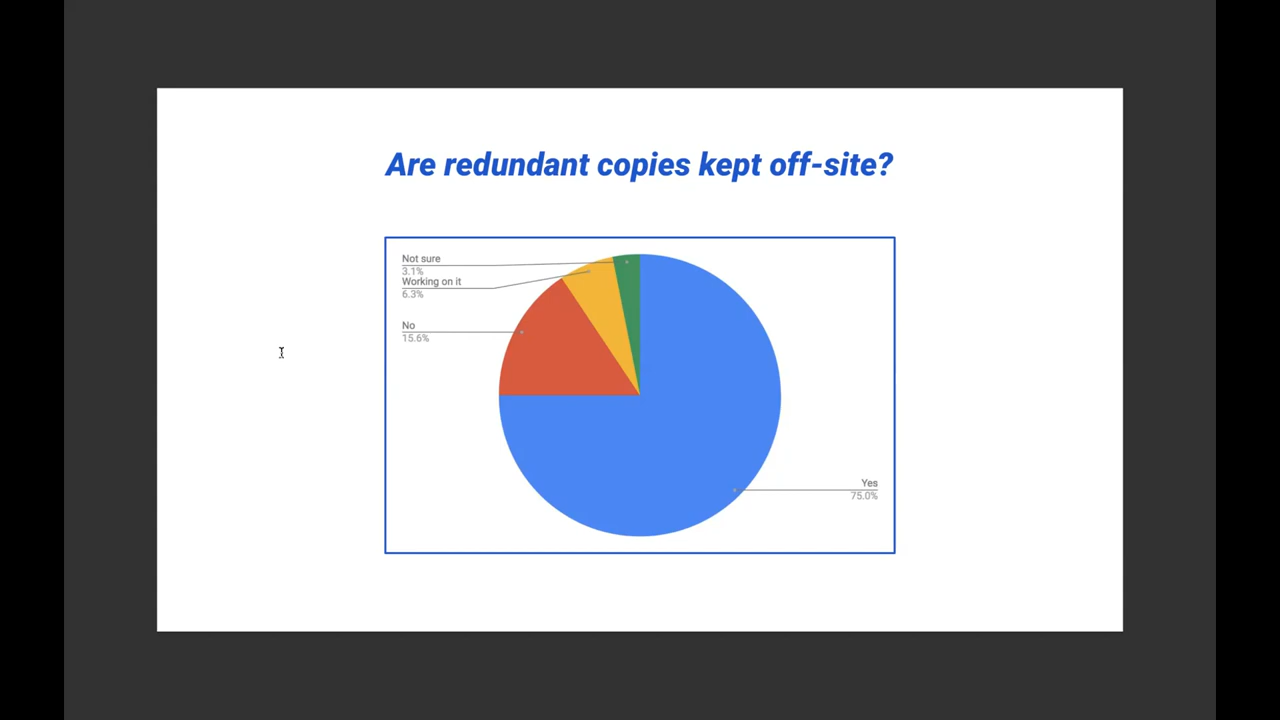 Are redundant copies kept off-site?
Not sure
3.1%
Working on it
6.3%
No
15.6%
Yes
75.0%